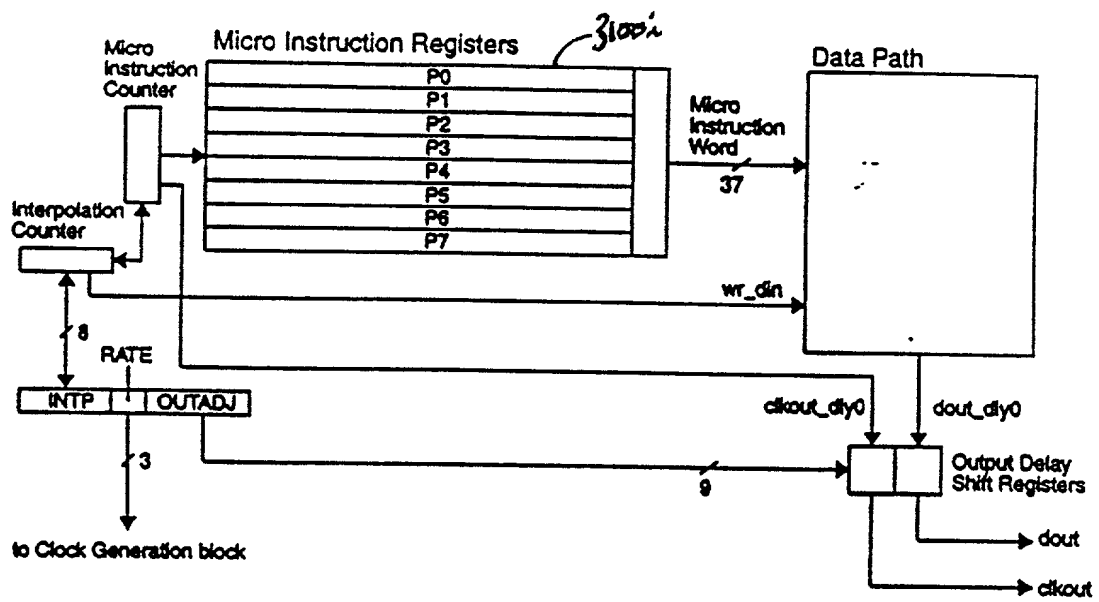 Micro
Instruction
Counter
Micro Instruction Registers
Data Path
P0
P1
P2
P3
P4
P5
P6
P7
Micro
Instruction
Word
37
Interpolation
Counter
wr_din
8
RATE
INTP
OUTADJ
clkout_dly0
dout_dly0
3
9
Output Delay
Shift Registers
to Clock Generation block
dout
clkout